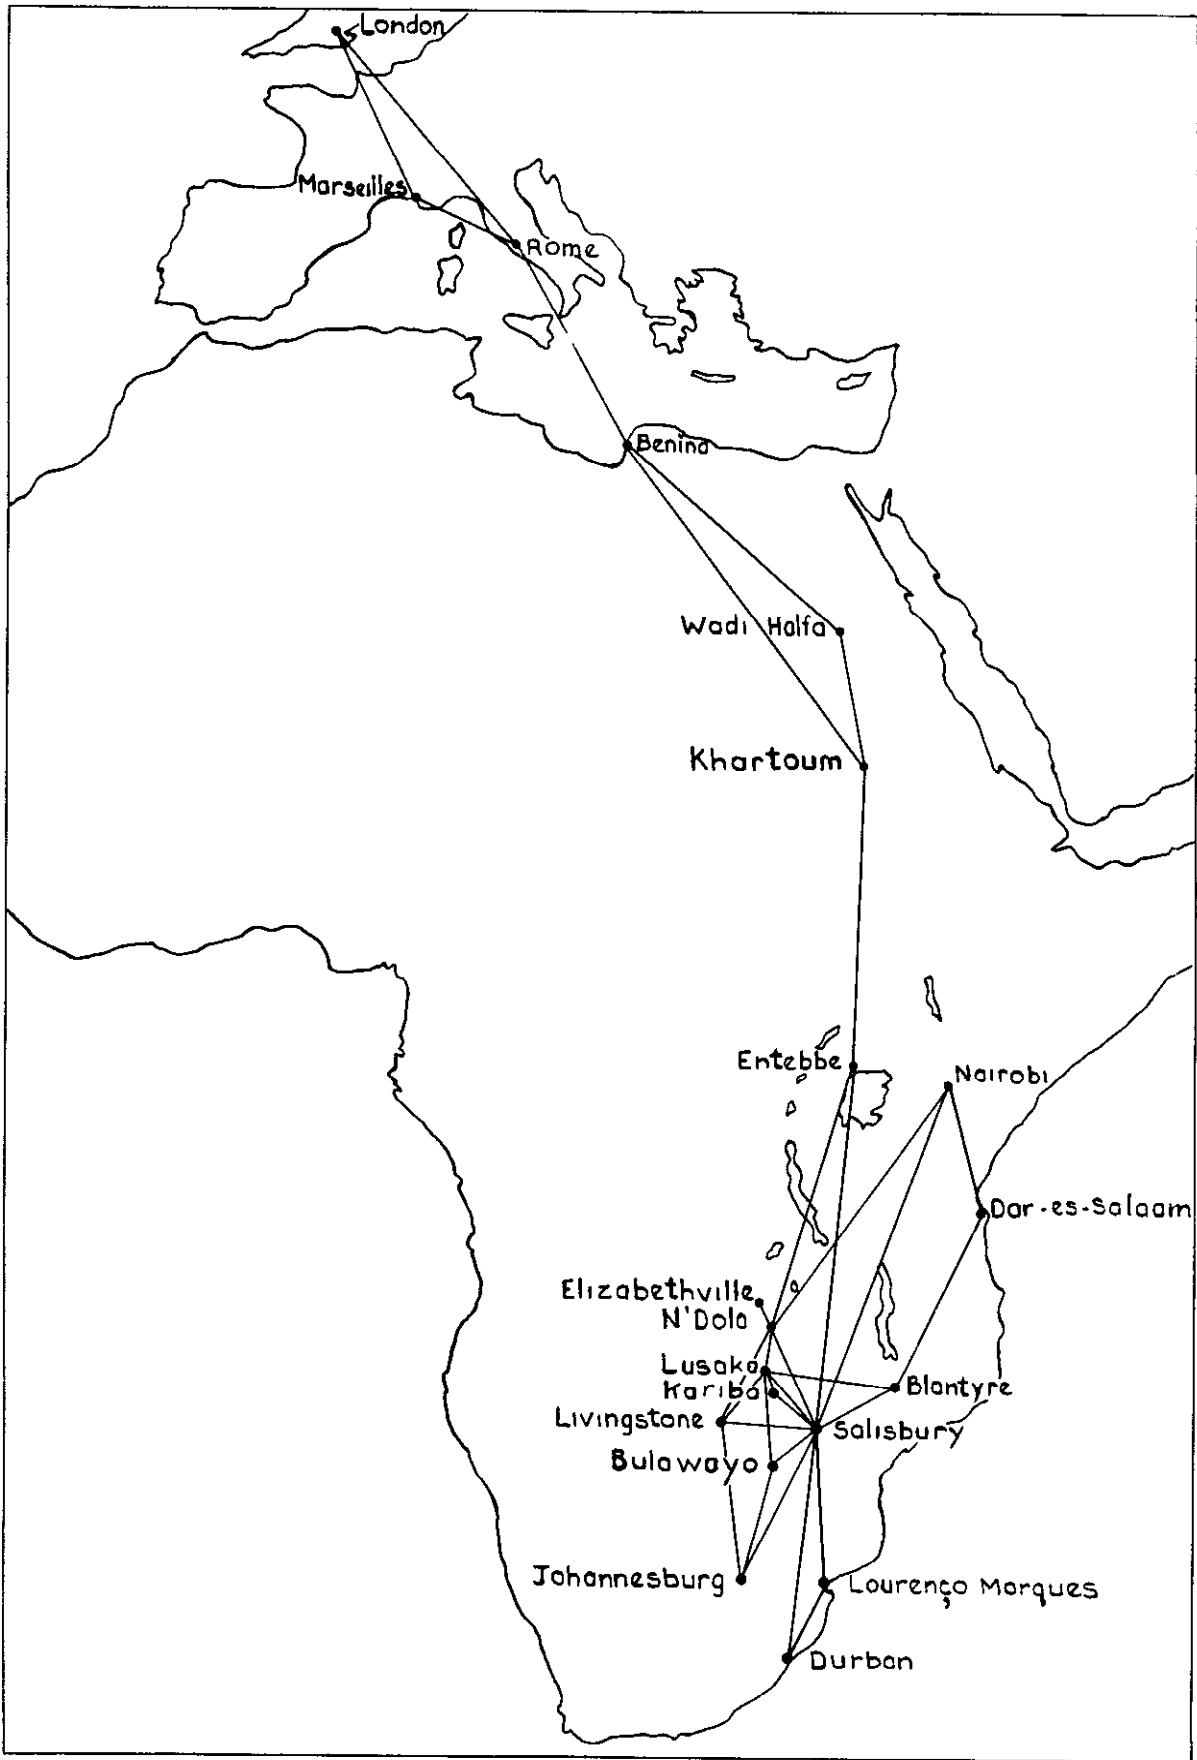 London
Marseilles
Rome
Benina
Wadi Halfa
Khartoum
Entebbe
Nairobi
Dar-es-Salaam
Elizabethville
N'Dola
Lusaka
Kariba
Blantyre
Livingstone
Salisbury
Bulawayo
Johannesburg
Lourenço Marques
Durban